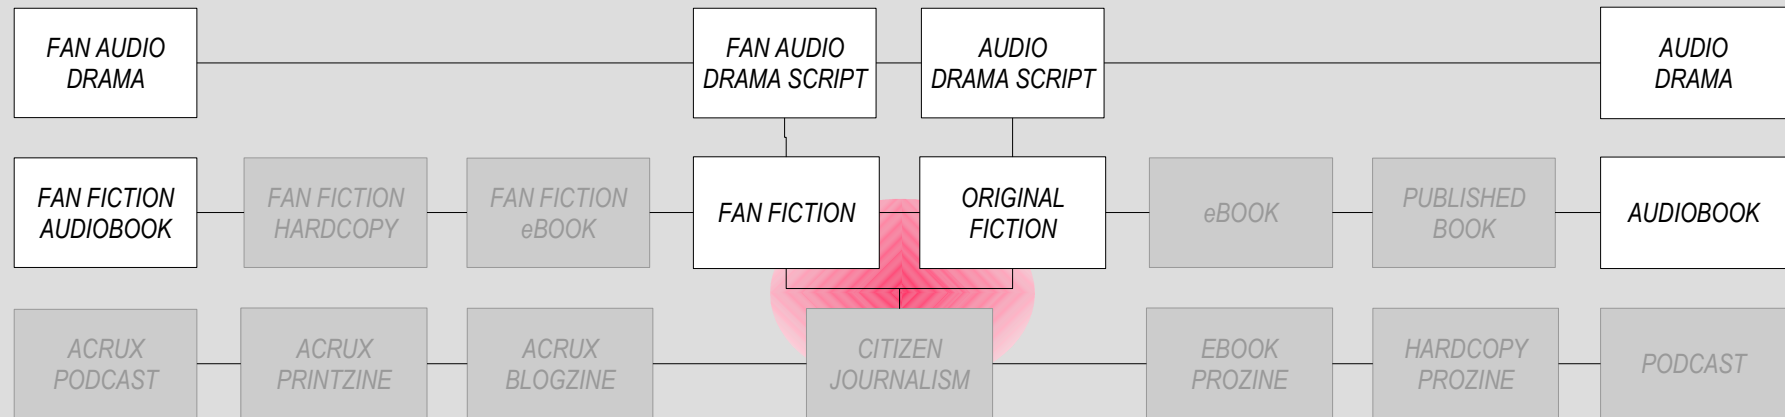 FAN AUDIO
DRAMA
FAN AUDIO
DRAMA SCRIPT
AUDIO
DRAMA SCRIPT
AUDIO
DRAMA
FAN FICTION
AUDIOBOOK
FAN FICTION
HARDCOPY
FAN FICTION
eBOOK
FAN FICTION
ORIGINAL
FICTION
eBOOK
PUBLISHED
BOOK
AUDIOBOOK
ACRUX
PODCAST
ACRUX
PRINTZINE
ACRUX
BLOGZINE
CITIZEN
JOURNALISM
EBOOK
PROZINE
HARDCOPY
PROZINE
PODCAST